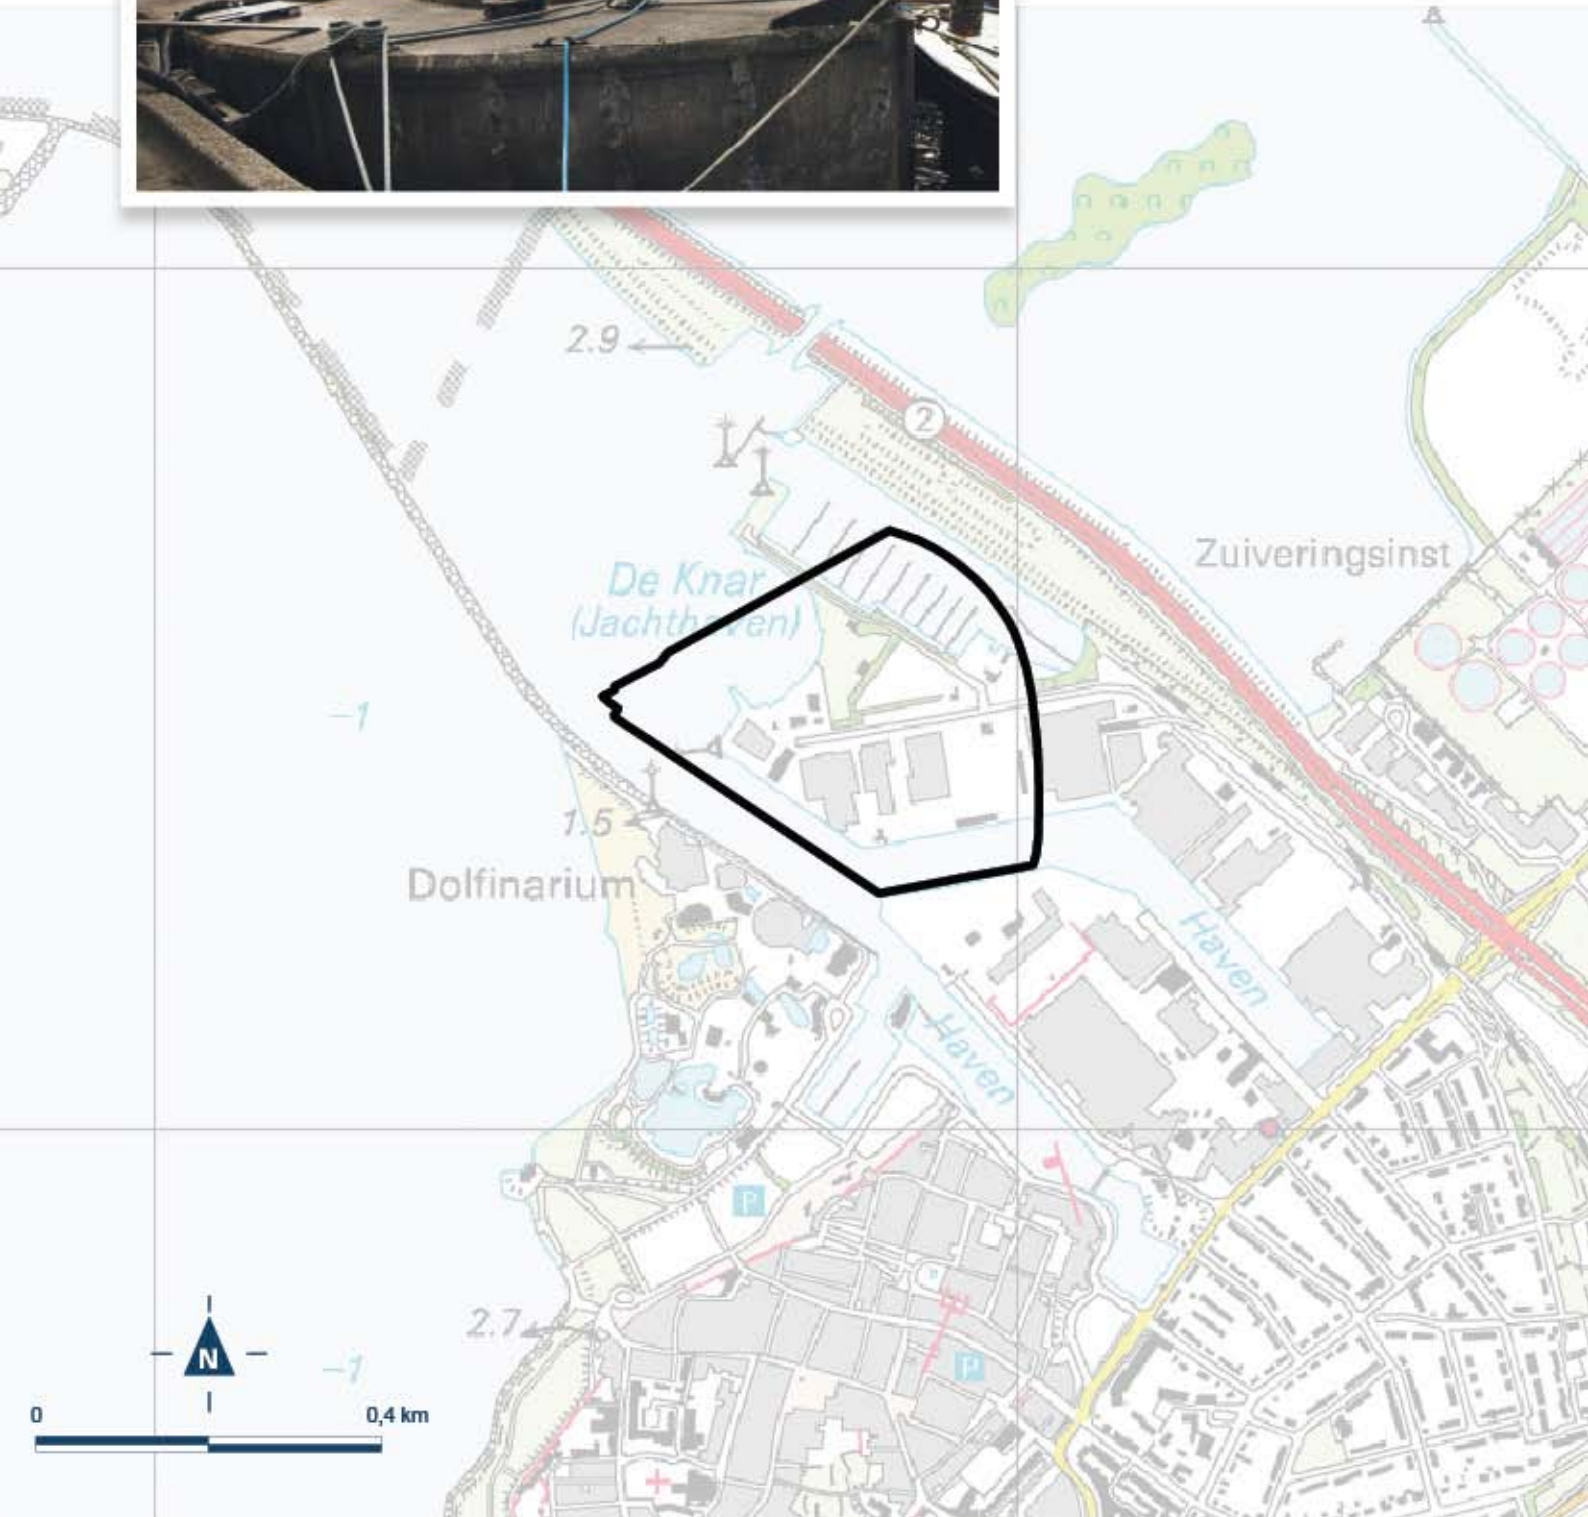 2.9
2
Zuiveringsinst
De Knar
(Jachthaven)
-1
1.5
Dolfinarium
Haven
Haven
P
2.7
N
-1
P
0
0,4 km